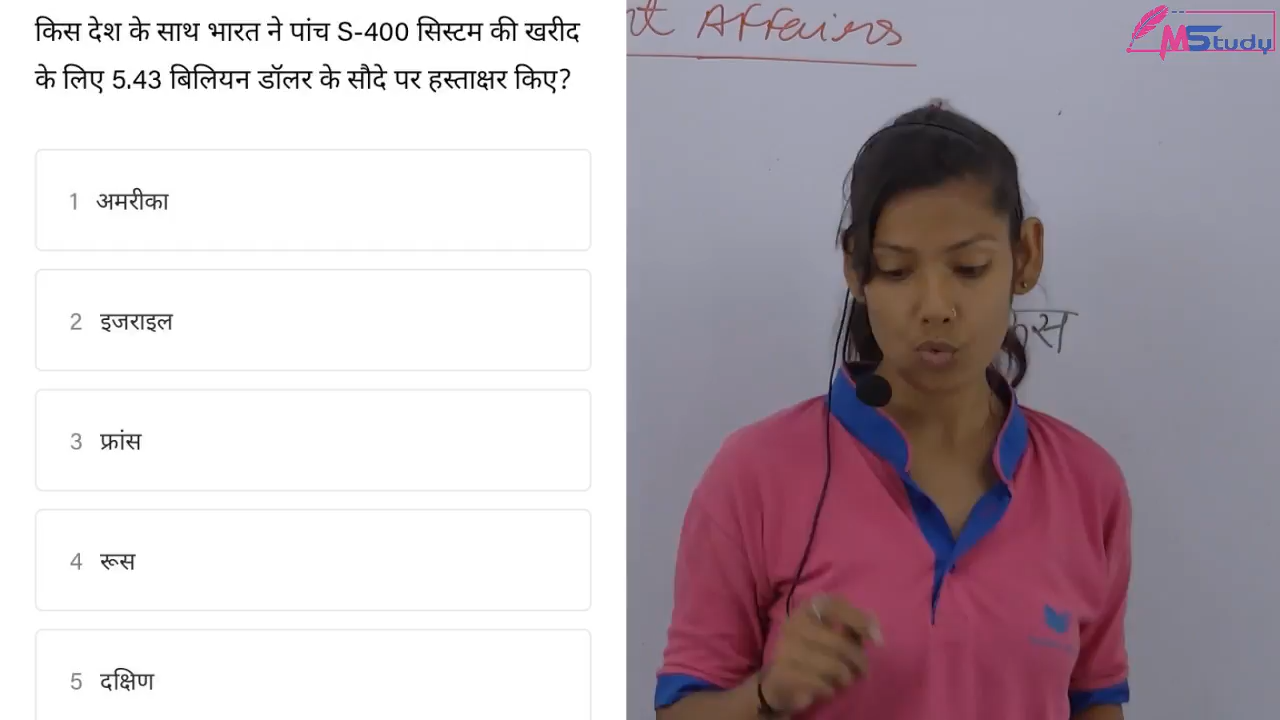 किस देश के साथ भारत ने पांच S-400 सिस्टम की खरीद
के लिए 5.43 बिलियन डॉलर के सौदे पर हस्ताक्षर किए?
1 अमरीका
2 इजराइल
3 फ्रांस
4 रूस
5 दक्षिण
Affairs
MStudy